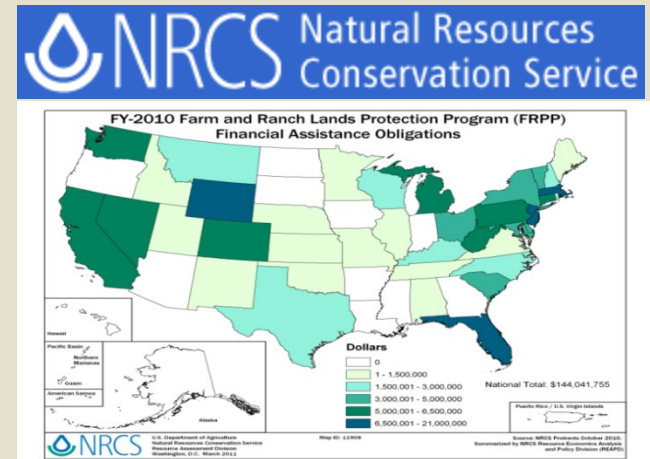 NRCS Natural Resources
Conservation Service
FY-2010 Farm and Ranch Lands Protection Program (FRPP)
Financial Assistance Obligations
Hawaii
Pacific Basin
Northern
Marianas
Guam
American Samoa
Alaska
Dollars
0
1 - 1,500,000
1,500,001 - 3,000,000
3,000,001 - 5,000,000
5,000,001 - 6,500,000
6,500,001 - 21,000,000
National Total: $144,041,755
Puerto Rico / U.S. Virgin Islands
NRCS
U.S. Department of Agriculture
Natural Resources Conservation Service
Resource Assessment Division
Washington, D.C. March 2011
Map ID: 11908
Source: NRCS Protracts October 2010.
Summarized by NRCS Resource Economics Analysis
and Policy Division (REAPD)